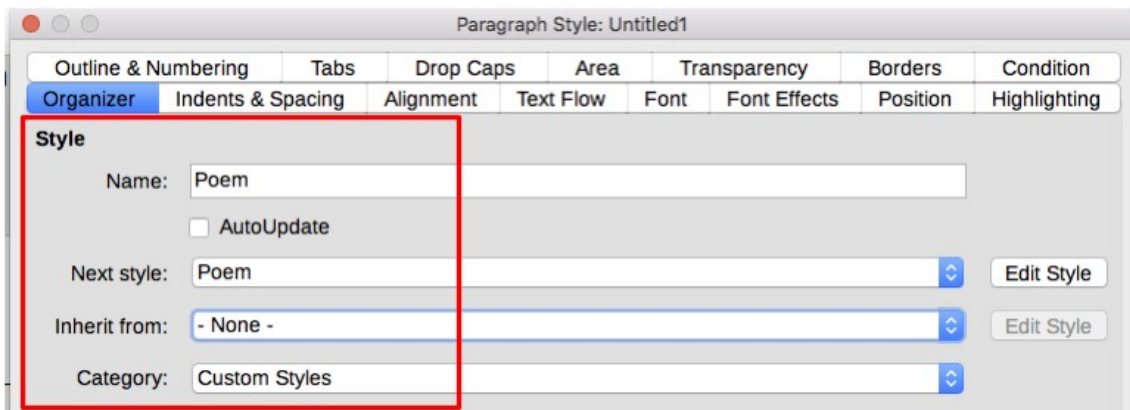 Paragraph Style: Untitled1
Outline & Numbering Tabs Drop Caps Area Transparency Borders Condition
Organizer Indents & Spacing Alignment Text Flow Font Font Effects Position Highlighting
Style
Name: Poem
AutoUpdate
Next style: Poem Edit Style
Inherit from: - None - Edit Style
Category: Custom Styles